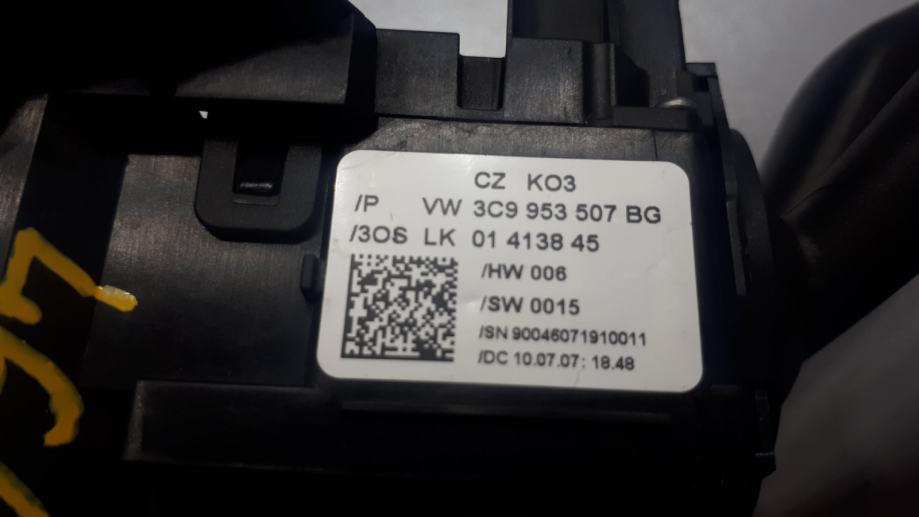 CZ KO3
/P VW 3C9 953 507 BG
/3OS LK 01 4138 45
/HW 006
/SW 0015
/SN 90046071910011
/DC 10.07.07; 18.48